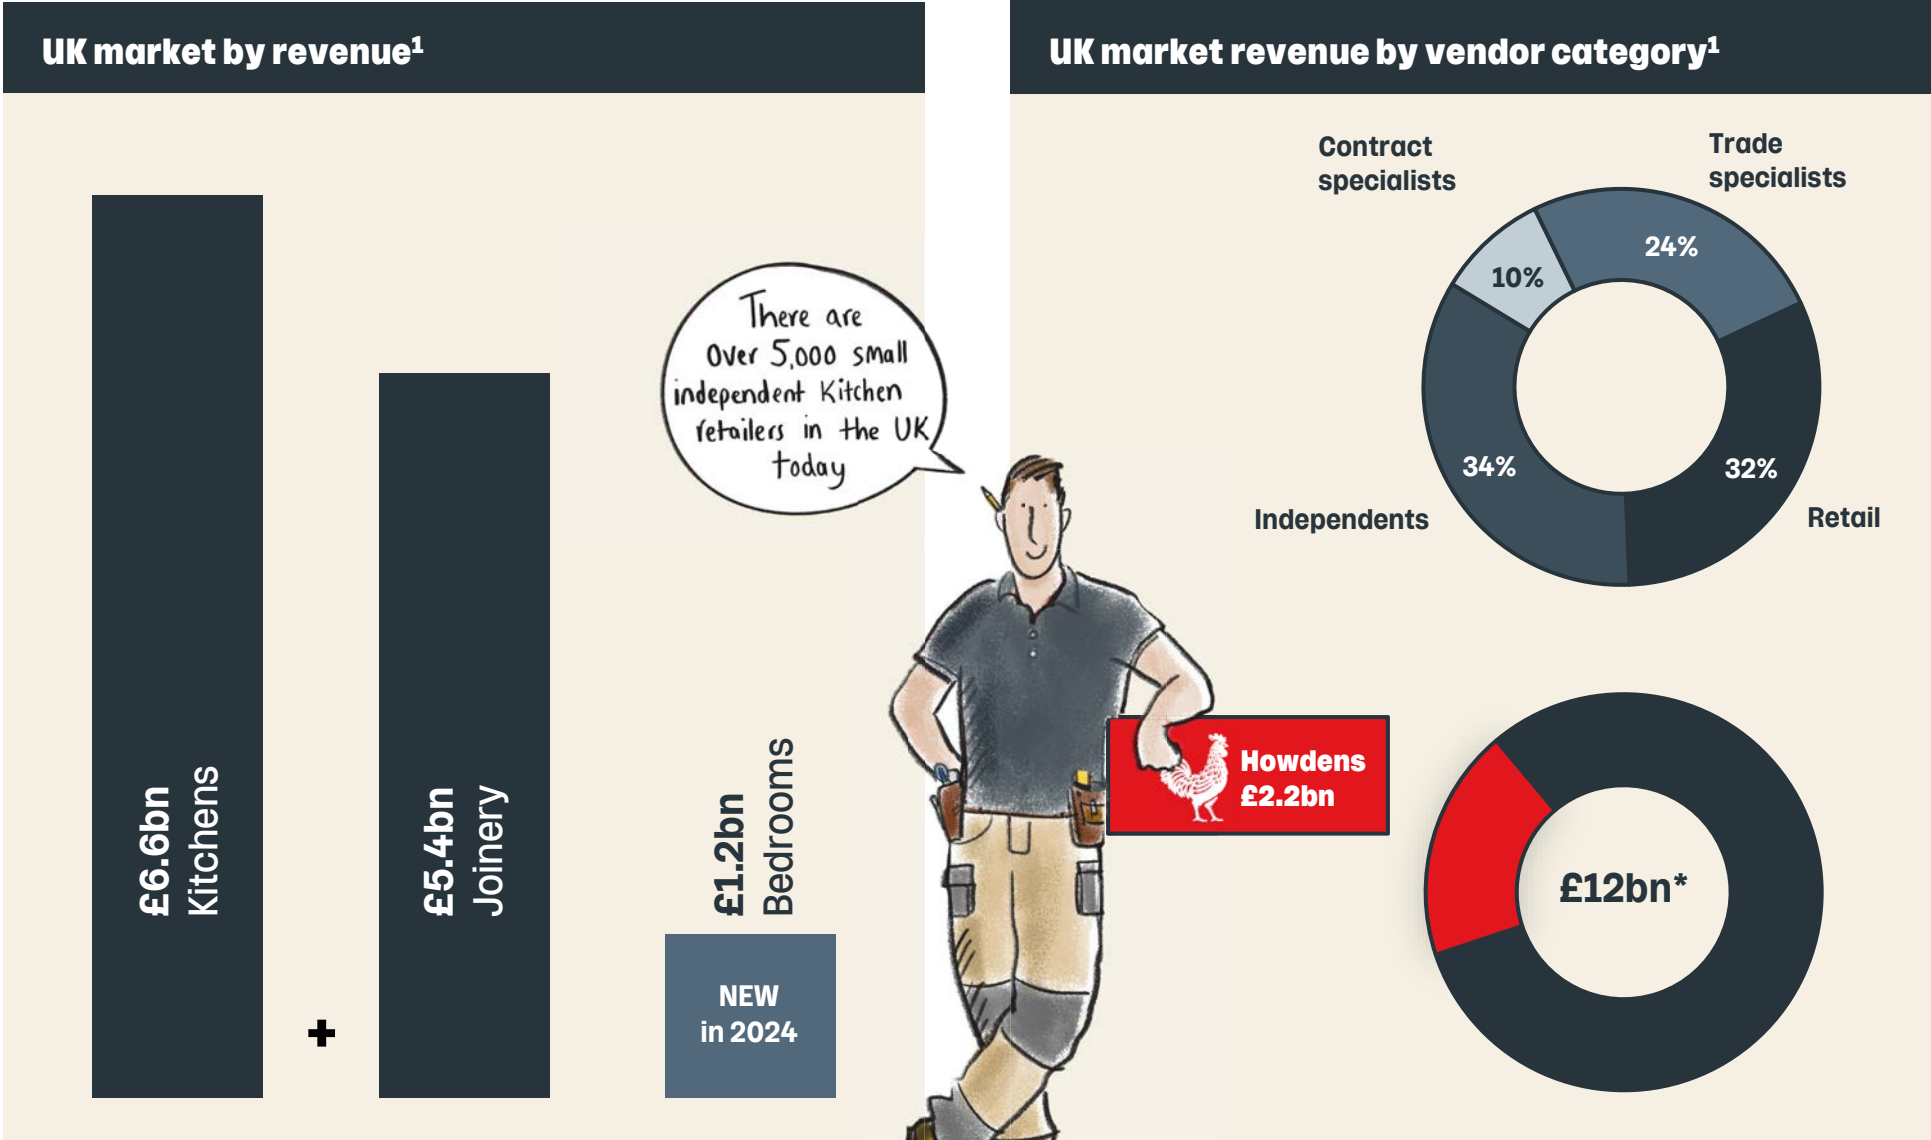 UK market by revenue¹
£6.6bn
Kitchens
+
£5.4bn
Joinery
£1.2bn
Bedrooms
NEW
in 2024
There are
Over 5,000 small
independent Kitchen
retailers in the UK
today
UK market revenue by vendor category¹
Contract
specialists
Trade
specialists
24%
10%
34%
32%
Independents
Retail
Howdens
£2.2bn
£12bn*